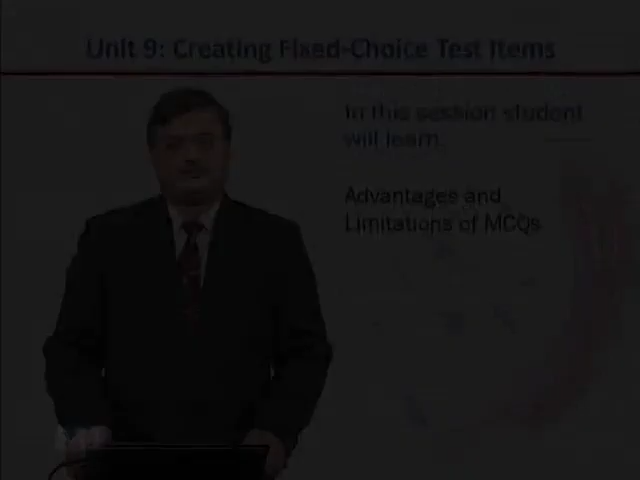 Unit 9: Creating Fixed-Choice Test Items
In this session student
will learn.
Advantages and
Limitations of MCQs